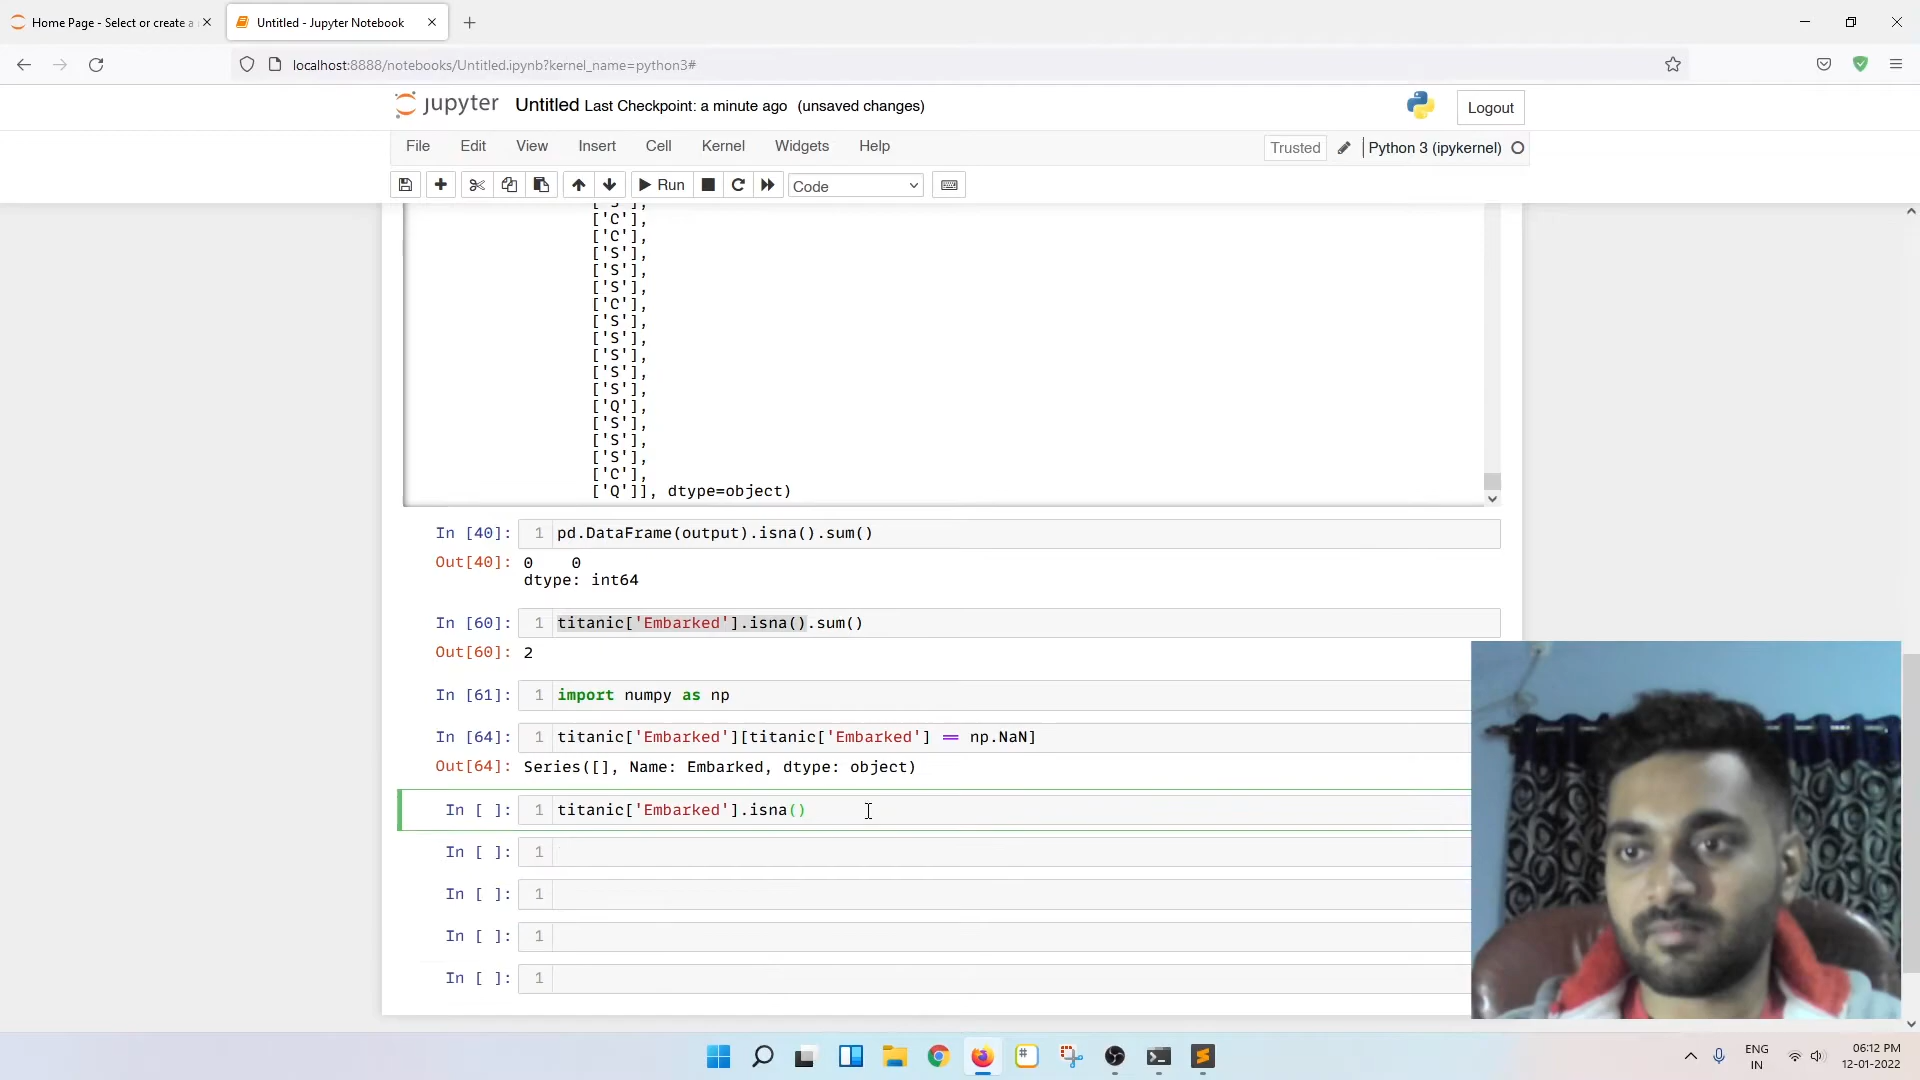 Home Page - Select or create a
Untitled - Jupyter Notebook
localhost:8888/notebooks/Untitled.ipynb?kernel_name=python3#
jupyter Untitled Last Checkpoint: a minute ago (unsaved changes)
Logout
File Edit View Insert Cell Kernel Widgets Help
Trusted Python 3 (ipykernel)
Run Code
['S'],
['C'],
['C'],
['S'],
['S'],
['S'],
['C'],
['S'],
['S'],
['S'],
['S'],
['S'],
['Q'],
['S'],
['S'],
['S'],
['C'],
['Q']], dtype=object)
In [40]: 1 pd.DataFrame(output).isna().sum()
Out[40]: 0 0
dtype: int64
In [60]: 1 titanic['Embarked'].isna().sum()
Out[60]: 2
In [61]: 1 import numpy as np
In [64]: 1 titanic['Embarked'][titanic['Embarked'] == np.NaN]
Out[64]: Series([], Name: Embarked, dtype: object)
In [ ]: 1 titanic['Embarked'].isna()
In [ ]: 1
In [ ]: 1
In [ ]: 1
In [ ]: 1
ENG
IN
06:12 PM
12-01-2022